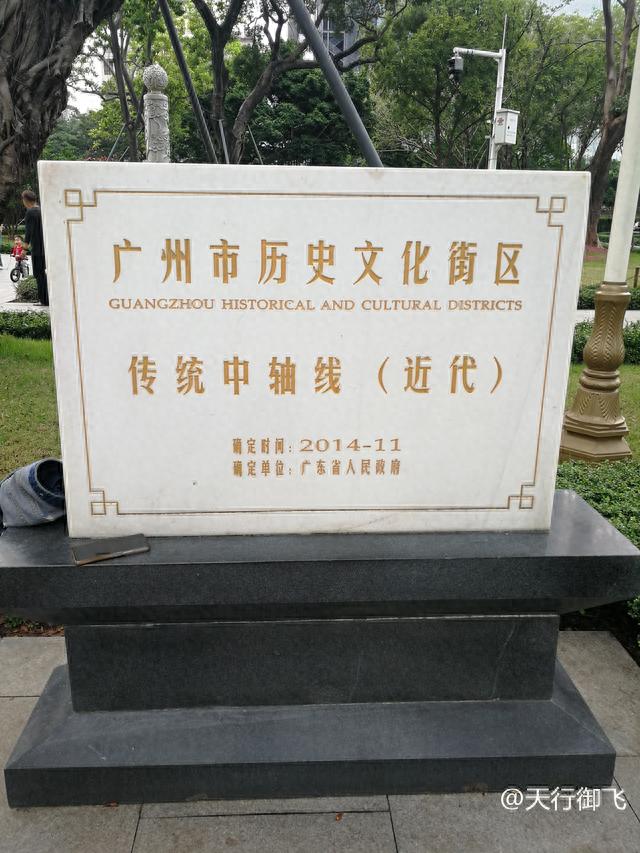 广州市历史文化街区
GUANGZHOU HISTORICAL AND CULTURAL DISTRICTS
传统中轴线（近代）
确定时间：2014-11
确定单位：广东省人民政府
@天行御飞